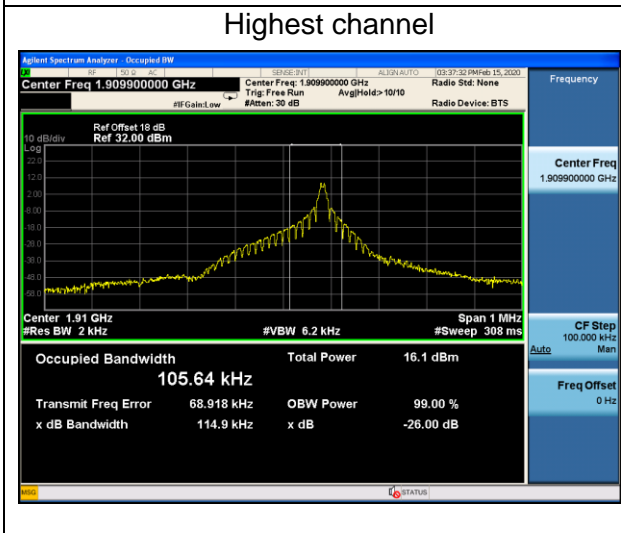 Highest channel
Agilent Spectrum Analyzer - Occupied BW
RF 50 Ω AC SENSE:INT ALIGN AUTO 03:37:32 PM Feb 15, 2020
Center Freq 1.909900000 GHz
Center Freq: 1.909900000 GHz Radio Std: None
Trig: Free Run Avg|Hold:> 10/10
#IFGain:Low #Atten: 30 dB Radio Device: BTS
Ref Offset 18 dB
10 dB/div Ref 32.00 dBm
Log
22.0
12.0
2.00
-8.00
-18.0
-28.0
-38.0
-48.0
-58.0
Center 1.91 GHz Span 1 MHz
#Res BW 2 kHz #VBW 6.2 kHz #Sweep 308 ms
Occupied Bandwidth Total Power 16.1 dBm
105.64 kHz
Transmit Freq Error 68.918 kHz OBW Power 99.00 %
x dB Bandwidth 114.9 kHz x dB -26.00 dB
MSG STATUS
Frequency
Center Freq
1.909900000 GHz
CF Step
100.000 kHz
Auto Man
Freq Offset
0 Hz